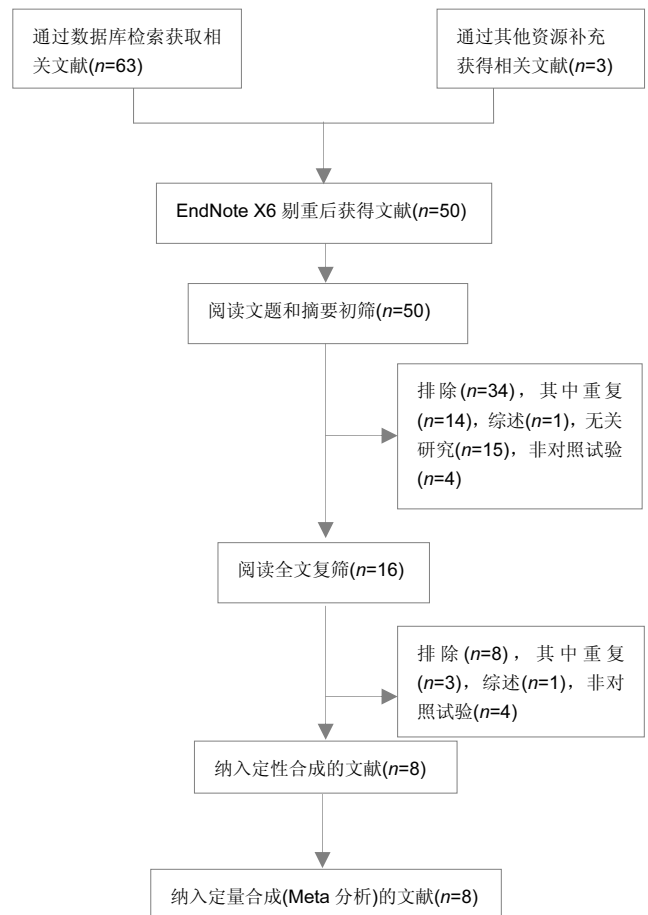 通过数据库检索获取相
关文献(n=63)
通过其他资源补充
获得相关文献(n=3)
EndNote X6 剔重后获得文献(n=50)
阅读文题和摘要初筛(n=50)
排除(n=34)，其中重复
(n=14)，综述(n=1)，无关
研究(n=15)，非对照试验
(n=4)
阅读全文复筛(n=16)
排除(n=8)，其中重复
(n=3)，综述(n=1)，非对
照试验(n=4)
纳入定性合成的文献(n=8)
纳入定量合成(Meta 分析)的文献(n=8)